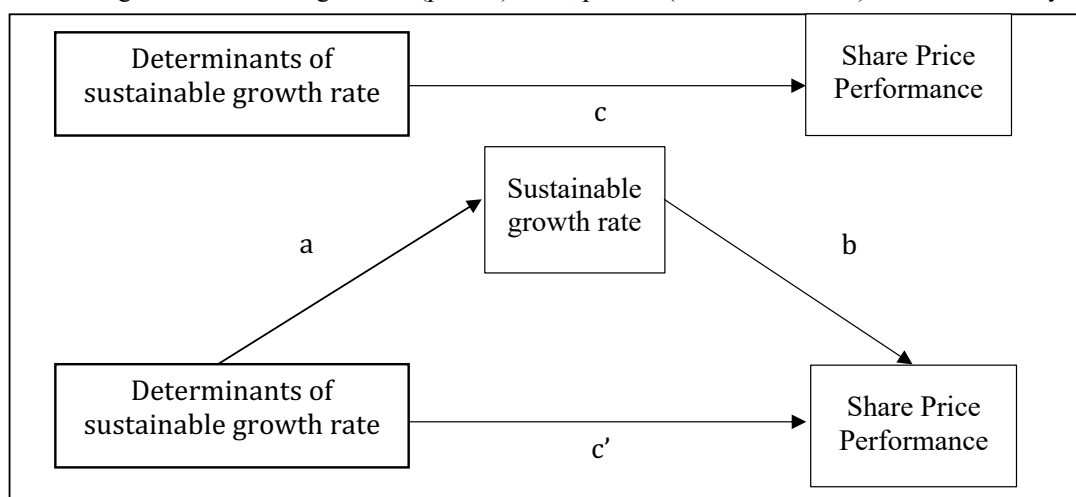 Determinants of
sustainable growth rate
c
Share Price
Performance
Sustainable
growth rate
a
b
Determinants of
sustainable growth rate
c’
Share Price
Performance